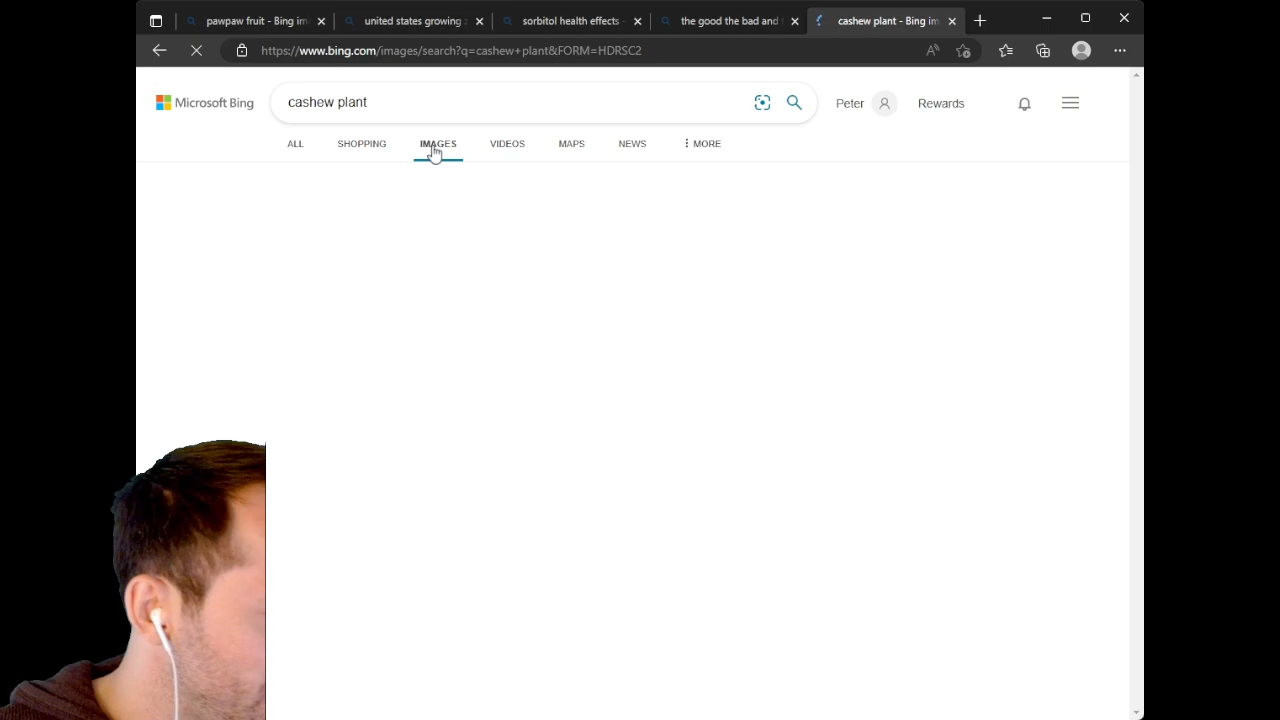 pawpaw fruit - Bing im
united states growing z
sorbitol health effects -
the good the bad and
cashew plant - Bing im
https://www.bing.com/images/search?q=cashew+plant&FORM=HDRSC2
Microsoft Bing
cashew plant
Peter
Rewards
ALL
SHOPPING
IMAGES
VIDEOS
MAPS
NEWS
MORE